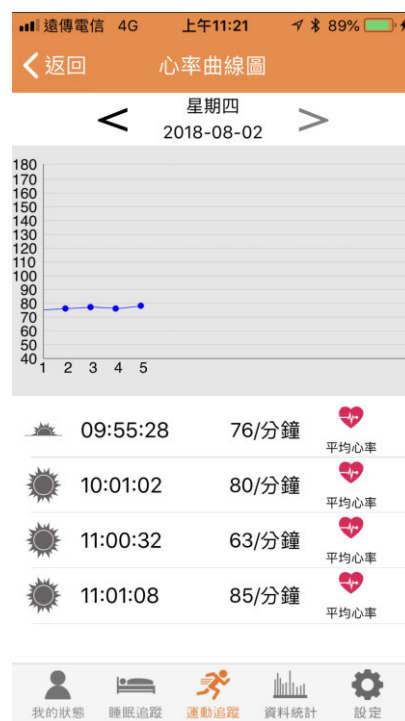 遠傳電信 4G 上午11:21 89%
返回 心率曲線圖
< 星期四 >
2018-08-02
180
170
160
150
140
130
120
110
100
90
80
70
60
50
40
1 2 3 4 5
09:55:28 76/分鐘
平均心率
10:01:02 80/分鐘
平均心率
11:00:32 63/分鐘
平均心率
11:01:08 85/分鐘
平均心率
我的狀態 睡眠追蹤 運動追蹤 資料統計 設定